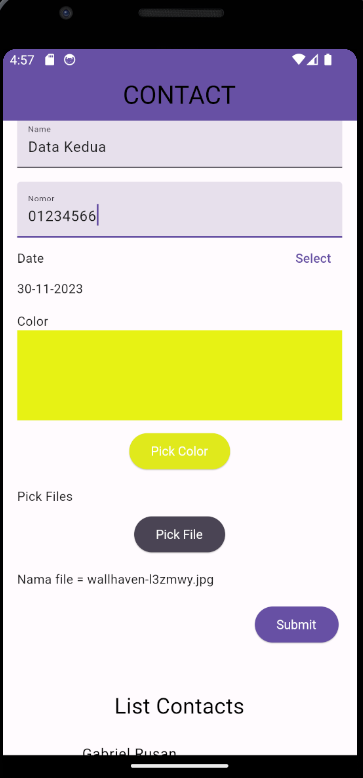 4:57
CONTACT
Name
Data Kedua
Nomor
01234566
Date Select
30-11-2023
Color
Pick Color
Pick Files
Pick File
Nama file = wallhaven-l3zmwy.jpg
Submit
List Contacts
Gabriel Rusan